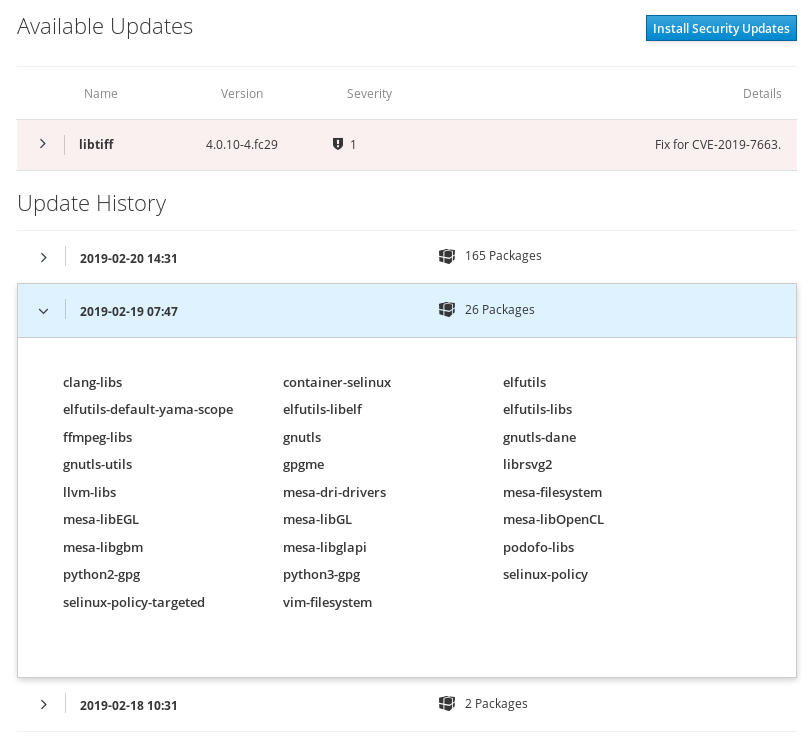 Available Updates
Install Security Updates
Name Version Severity Details
libtiff 4.0.10-4.fc29 1 Fix for CVE-2019-7663.
Update History
2019-02-20 14:31 165 Packages
2019-02-19 07:47 26 Packages
clang-libs container-selinux elfutils
elfutils-default-yama-scope elfutils-libelf elfutils-libs
ffmpeg-libs gnutls gnutls-dane
gnutls-utils gpgme librsvg2
llvm-libs mesa-dri-drivers mesa-filesystem
mesa-libEGL mesa-libGL mesa-libOpenCL
mesa-libgbm mesa-libglapi podofo-libs
python2-gpg python3-gpg selinux-policy
selinux-policy-targeted vim-filesystem
2019-02-18 10:31 2 Packages